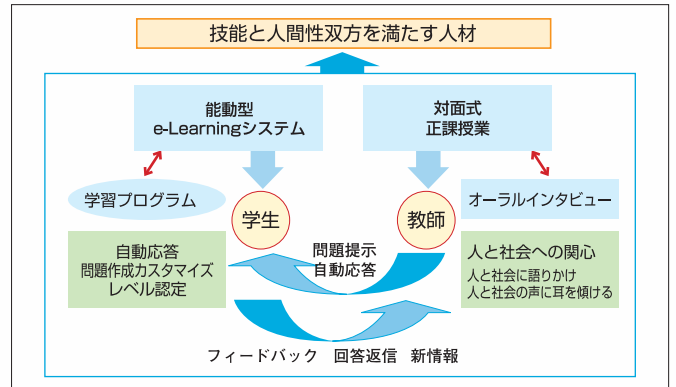 技能と人間性双方を満たす人材
能動型
e-Learningシステム
対面式
正課授業
学習プログラム
オーラルインタビュー
学生
教師
自動応答
問題作成カスタマイズ
レベル認定
問題提示
自動応答
人と社会への関心
人と社会に語りかけ
人と社会の声に耳を傾ける
フィードバック 回答返信 新情報